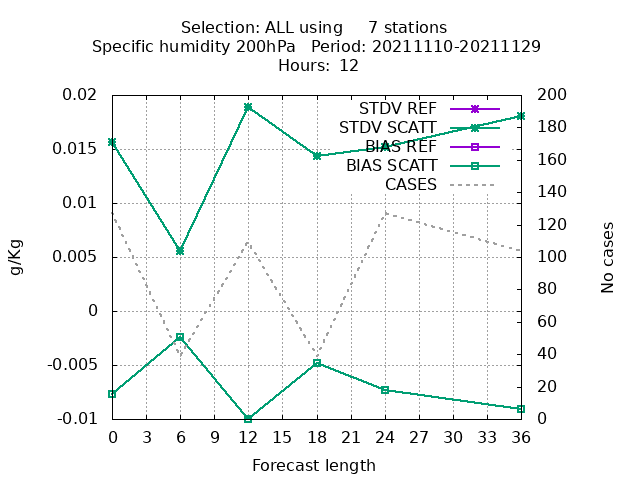 Selection: ALL using 7 stations
Specific humidity 200hPa Period: 20211110-20211129
Hours: 12
0.02
0.015
0.01
0.005
0
-0.005
-0.01
200
180
160
140
120
100
80
60
40
20
0
STDV REF
STDV SCATT
BIAS REF
BIAS SCATT
CASES
g/Kg
No cases
0 3 6 9 12 15 18 21 24 27 30 33 36
Forecast length